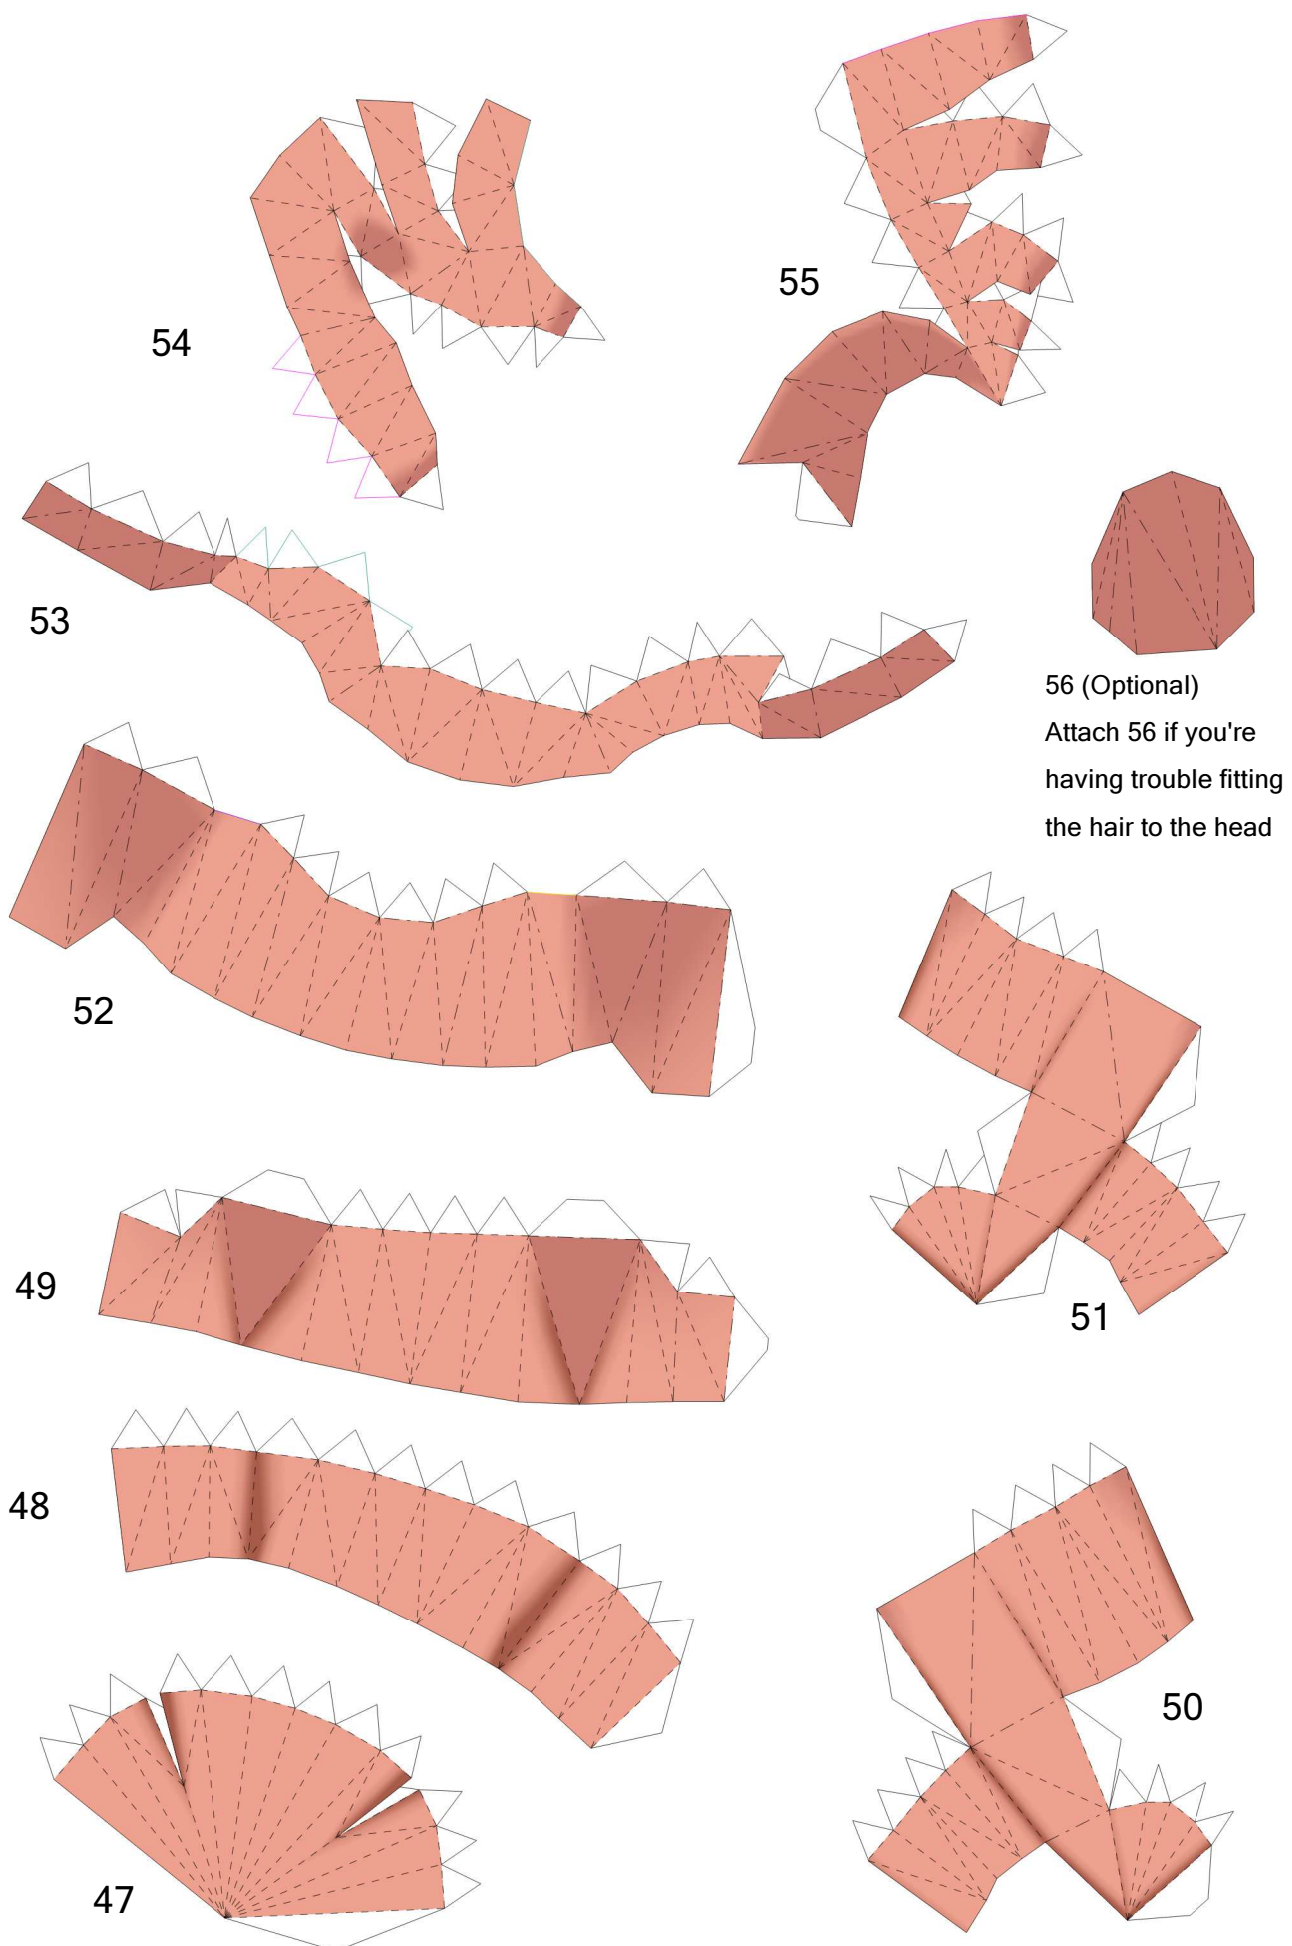 54
55
53
56 (Optional)
Attach 56 if you're
having trouble fitting
the hair to the head
52
49
51
48
50
47